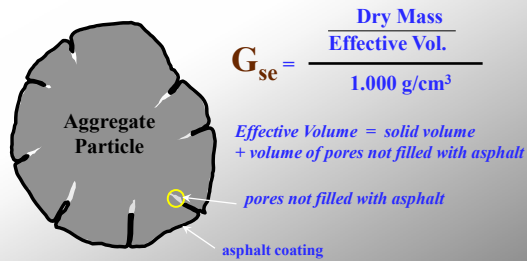 Dry Mass
Effective Vol.
G_se =
1.000 g/cm³
Aggregate
Particle
Effective Volume = solid volume
+ volume of pores not filled with asphalt
pores not filled with asphalt
asphalt coating